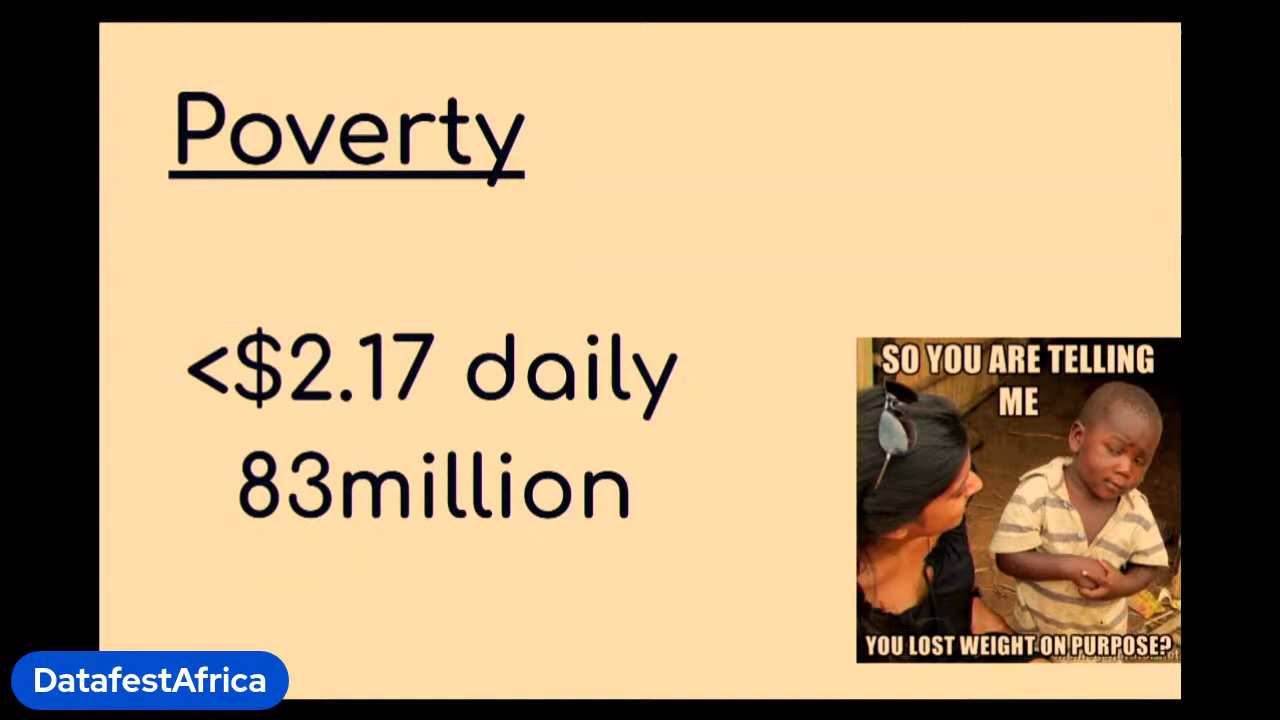 Poverty
<$2.17 daily
83million
SO YOU ARE TELLING
ME
YOU LOST WEIGHT ON PURPOSE?
DatafestAfrica